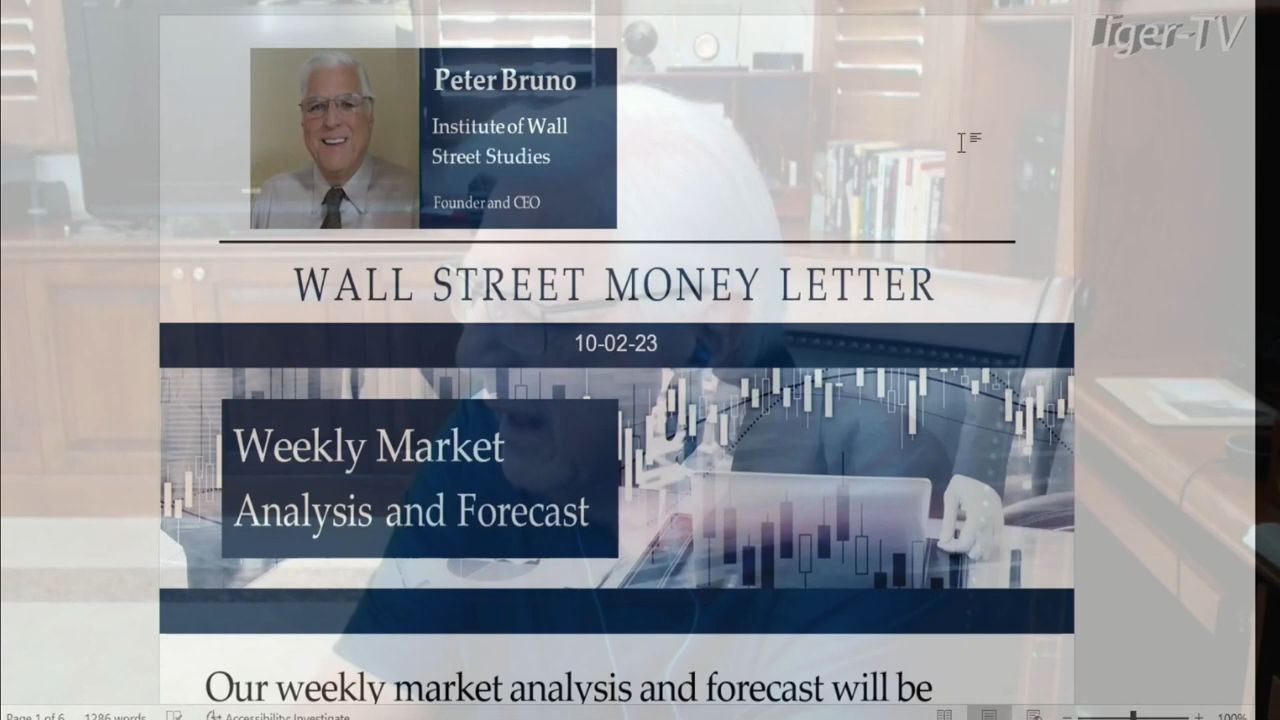 Tiger-TV
Peter Bruno
Institute of Wall
Street Studies
Founder and CEO
WALL STREET MONEY LETTER
10-02-23
Weekly Market
Analysis and Forecast
Our weekly market analysis and forecast will be
Page 1 of 6 1286 words Accessibility: Investigate 100%